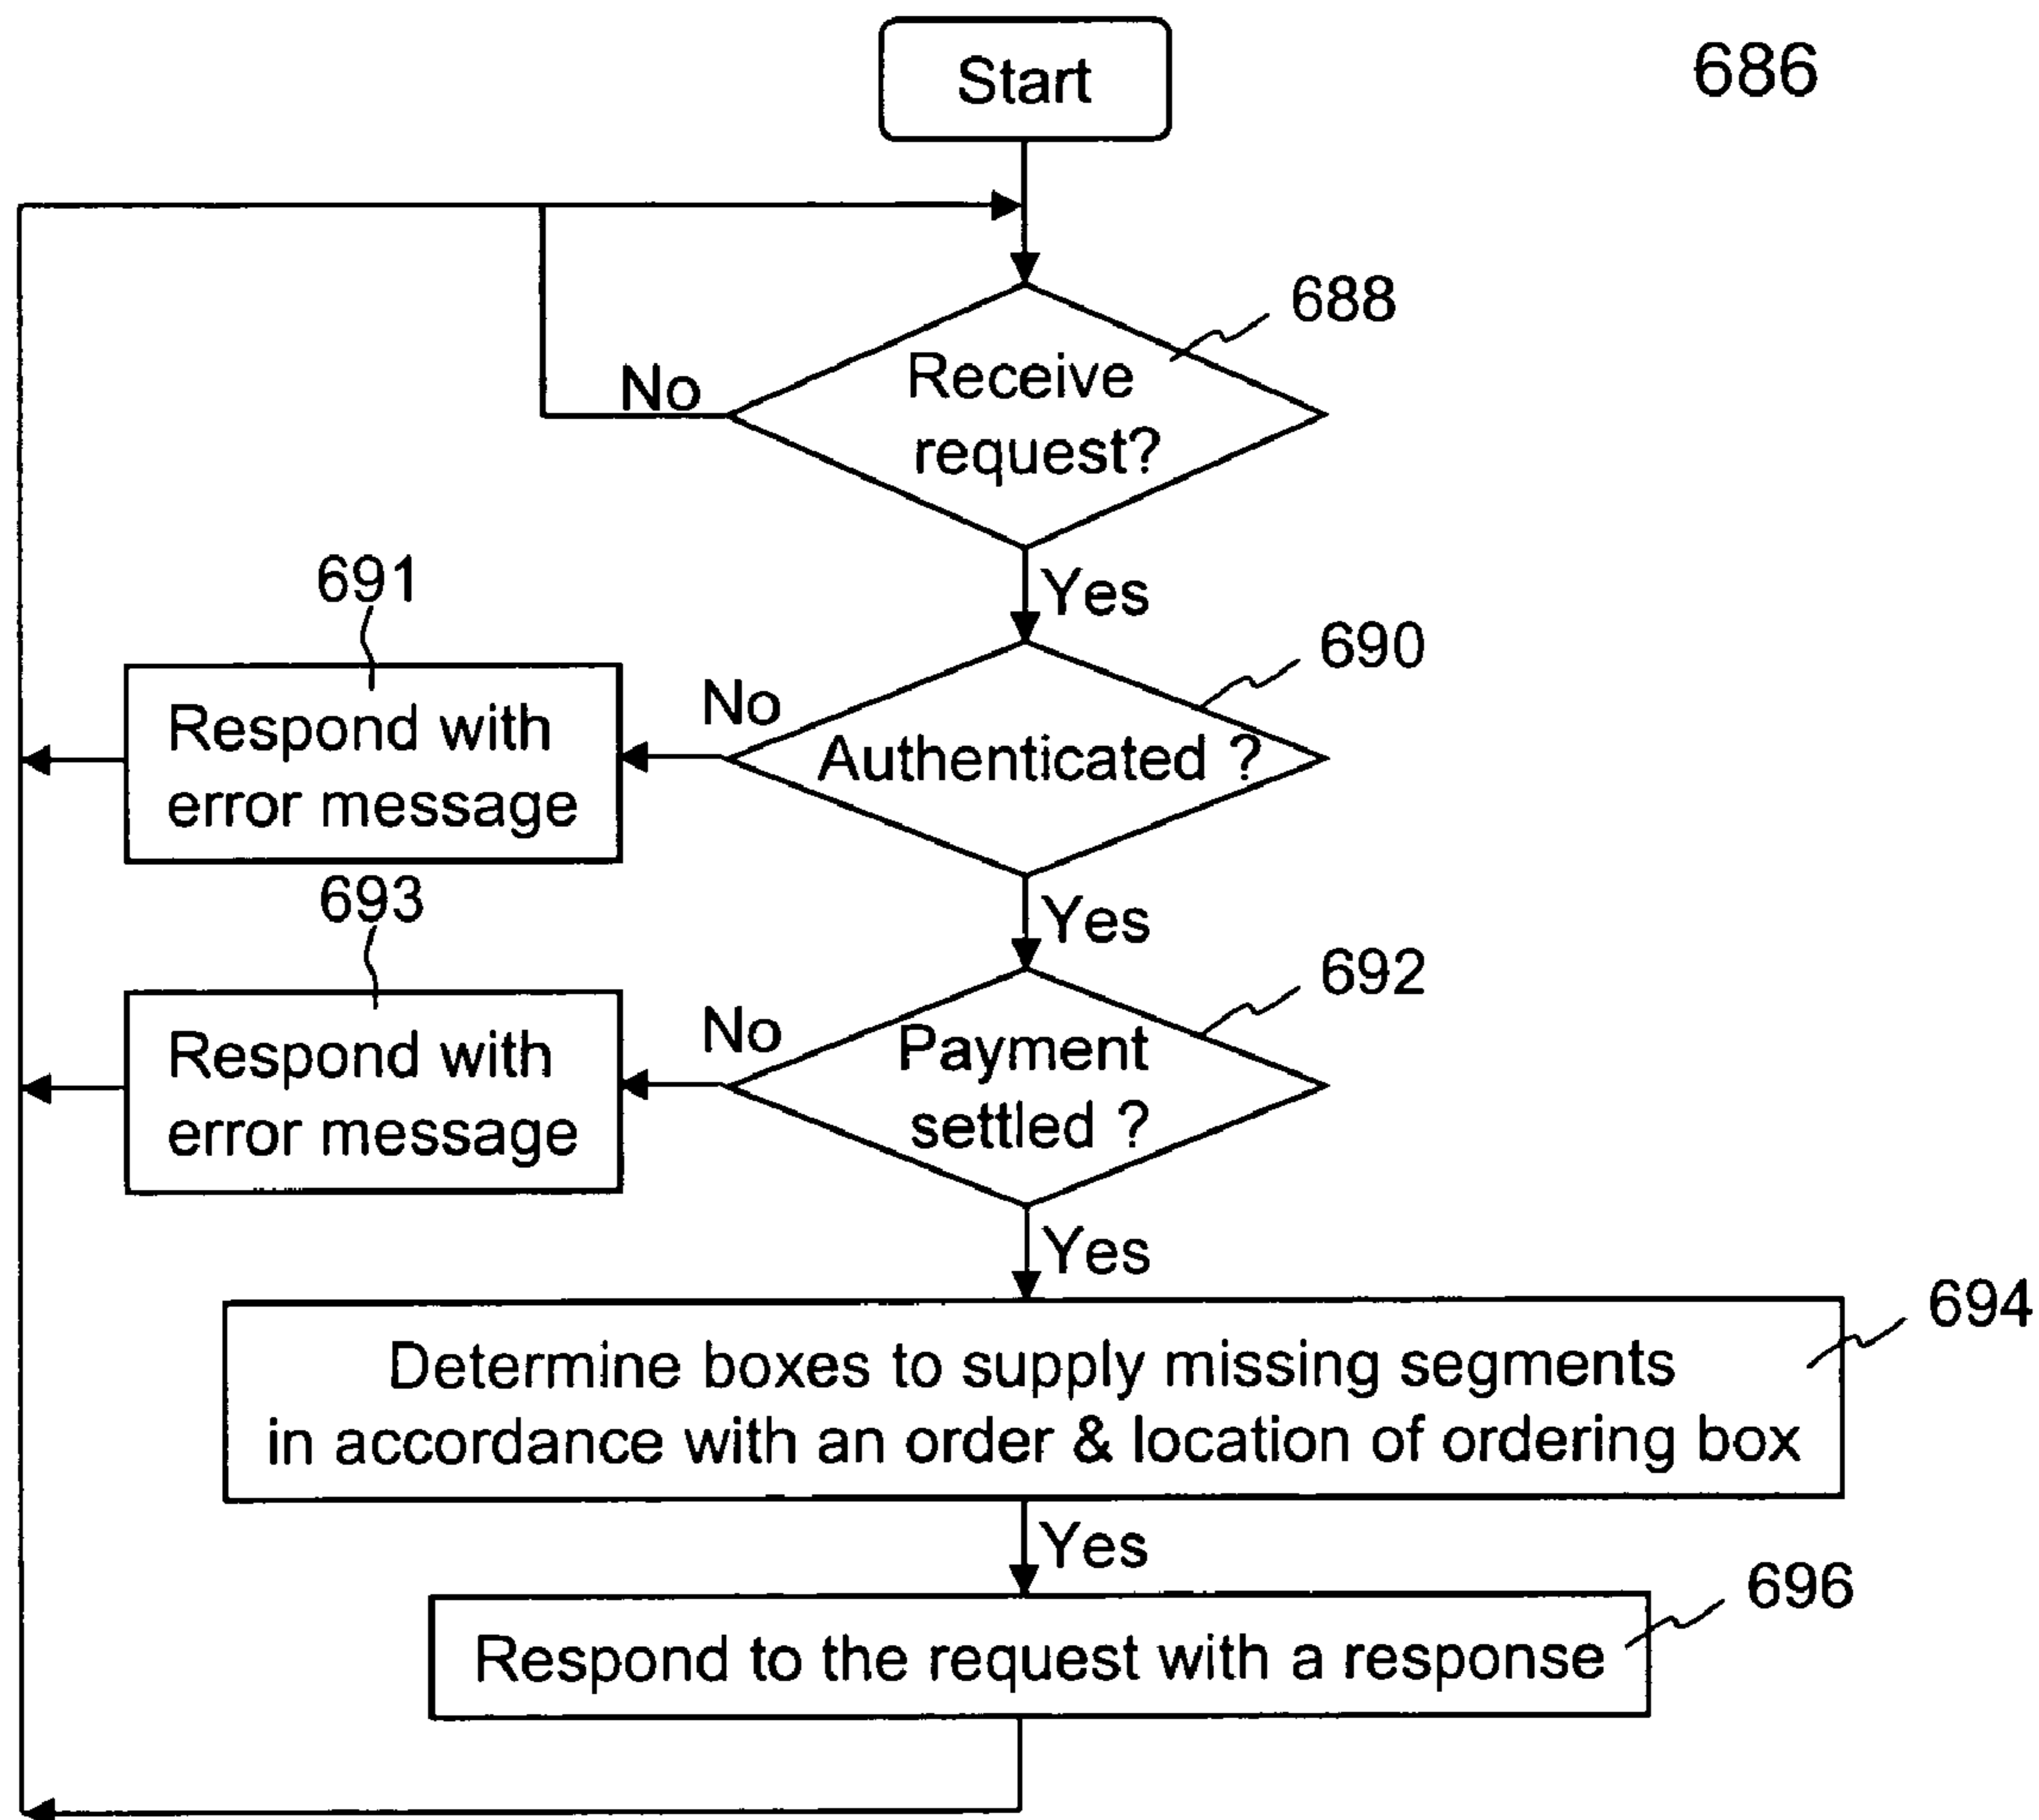 Start
686
688
Receive
request?
No
Yes
691
690
Respond with
error message
No
Authenticated ?
Yes
693
692
Respond with
error message
No
Payment
settled ?
Yes
694
Determine boxes to supply missing segments
in accordance with an order & location of ordering box
Yes
696
Respond to the request with a response